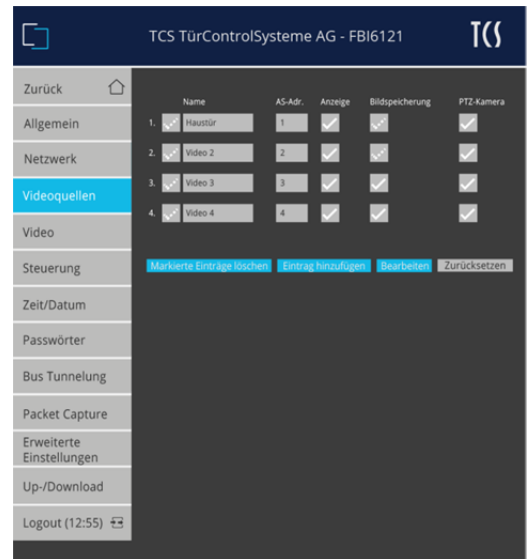 TCS TürControlSysteme AG - FBI6121
TCS
Zurück
Allgemein
Netzwerk
Videoquellen
Video
Steuerung
Zeit/Datum
Passwörter
Bus Tunnelung
Packet Capture
Erweiterte
Einstellungen
Up-/Download
Logout (12:55)
Name AS-Adr. Anzeige Bildspeicherung PTZ-Kamera
1. Haustür 1
2. Video 2 2
3. Video 3 3
4. Video 4 4
Markierte Einträge löschen Eintrag hinzufügen Bearbeiten Zurücksetzen